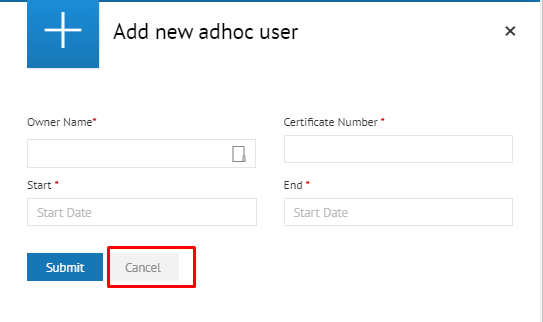 Add new adhoc user
Owner Name*
Certificate Number *
Start *
End *
Start Date
Start Date
Submit
Cancel